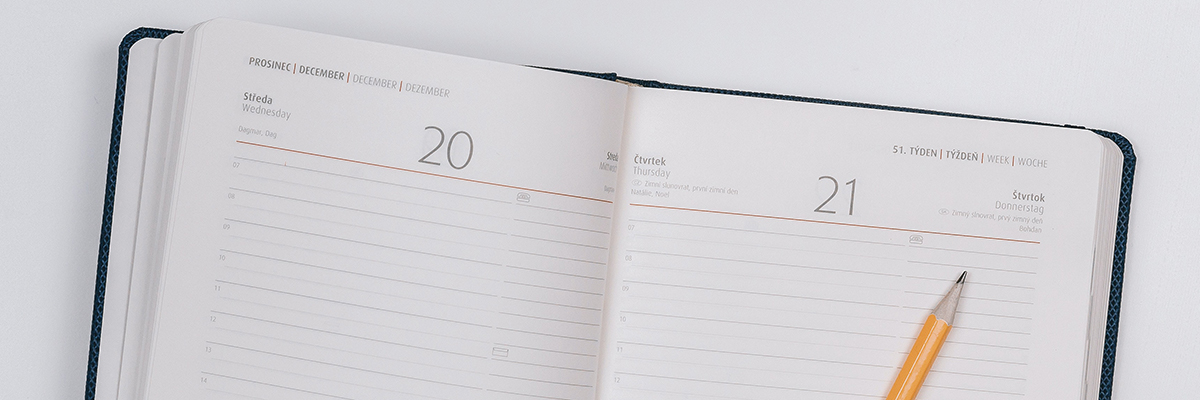 PROSINEC | DECEMBER | DECEMBER | DEZEMBER
Středa
Wednesday
Dagmar, Dag
20
07
08
09
10
11
12
13
14
51. TÝDEN | TÝŽDEŇ | WEEK | WOCHE
Čtvrtek
Thursday
Zimní slunovrat, první zimní den
Natálie, Noel
21
Štvrtok
Donnerstag
Zimný slnovrat, prvý zimný deň
Bohdan
07
08
09
10
11
12